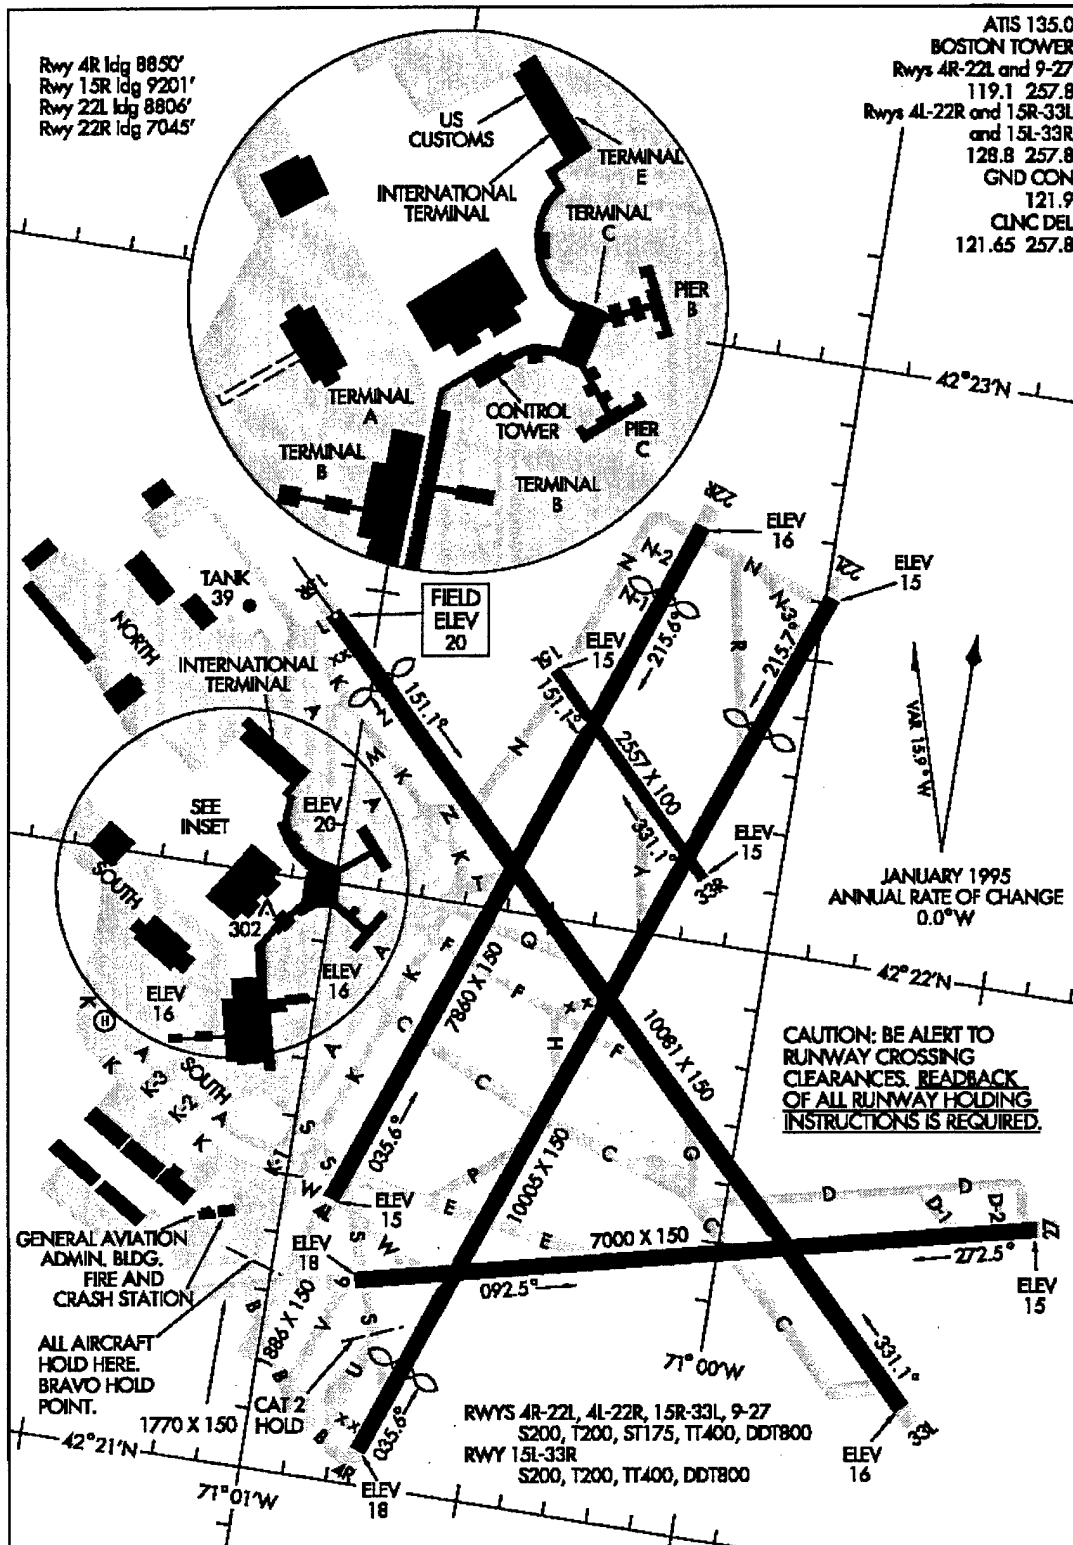 Rwy 4R ldg 8850'
Rwy 15R ldg 9201'
Rwy 22L ldg 8806'
Rwy 22R ldg 7045'
ATIS 135.0
BOSTON TOWER
Rwys 4R-22L and 9-27
119.1 257.8
Rwys 4L-22R and 15R-33L
and 15L-33R
128.8 257.8
GND CON
121.9
CLNC DEL
121.65 257.8
US
CUSTOMS
TERMINAL
E
INTERNATIONAL
TERMINAL
TERMINAL
C
PIER
B
TERMINAL
A
CONTROL
TOWER
PIER
C
TERMINAL
B
TERMINAL
B
42°23'N
22R
ELEV
16
N-2
N
N-1
N
N
N-3
22L
ELEV
15
TANK
39
15R
FIELD
ELEV
20
NORTH
INTERNATIONAL
TERMINAL
ELEV
15
15L
215.6°
215.7°
R
151.1°
151.1°
2557 X 100
331.1°
VAR 15.9° W
K
N
A
M
K
A
N
K
Z
K
T
N
Y
SEE
INSET
ELEV
20
ELEV
15
33R
JANUARY 1995
ANNUAL RATE OF CHANGE
0.0°W
SOUTH
302
A
ELEV
16
ELEV
16
K
H
F
F
Q
F
F
H
K
C
K
A
7860 X 150
10081 X 150
42°22'N
CAUTION: BE ALERT TO
RUNWAY CROSSING
CLEARANCES. READBACK
OF ALL RUNWAY HOLDING
INSTRUCTIONS IS REQUIRED.
K
A
K-3
K-2
SOUTH
A
K
K-1
S
S
W
4L
035.6°
C
C
P
E
E
E
10005 X 150
G
C
D
D
D-1
D-2
27
ELEV
15
ELEV
15
GENERAL AVIATION
ADMIN. BLDG.
FIRE AND
CRASH STATION
ELEV
18
9
S
W
S
7000 X 150
092.5°
272.5°
ALL AIRCRAFT
HOLD HERE.
BRAVO HOLD
POINT.
B
B
B
V
U
1886 X 150
1770 X 150
CAT 2
HOLD
035.6°
4R
ELEV
18
C
331.1°
33L
ELEV
16
71°00'W
RWYS 4R-22L, 4L-22R, 15R-33L, 9-27
S200, T200, ST175, TT400, DDT800
RWY 15L-33R
S200, T200, TT400, DDT800
42°21'N
71°01'W